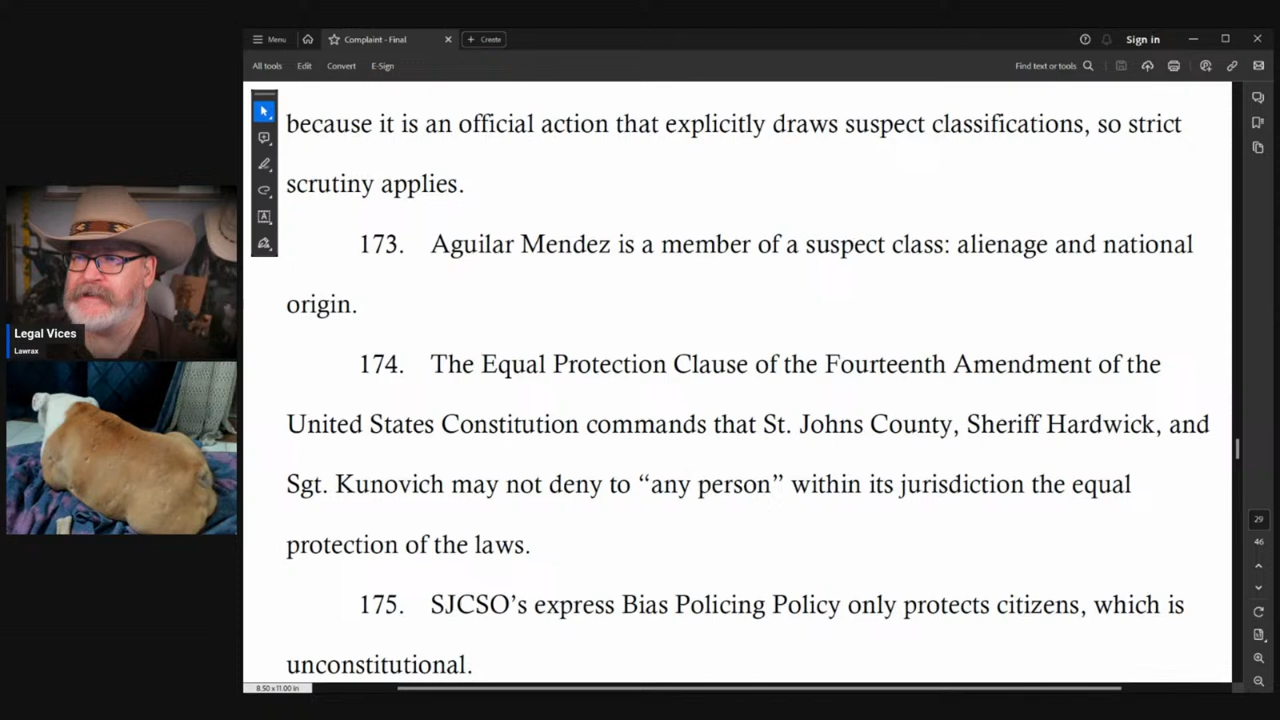 Menu
Complaint - Final
Create
Sign in
All tools
Edit
Convert
E-Sign
Find text or tools
because it is an official action that explicitly draws suspect classifications, so strict
scrutiny applies.
173. Aguilar Mendez is a member of a suspect class: alienage and national
origin.
174. The Equal Protection Clause of the Fourteenth Amendment of the
United States Constitution commands that St. Johns County, Sheriff Hardwick, and
Sgt. Kunovich may not deny to “any person” within its jurisdiction the equal
protection of the laws.
175. SJCSO’s express Bias Policing Policy only protects citizens, which is
unconstitutional.
Legal Vices
Lawrax
29
46
8.50 x 11.00 in